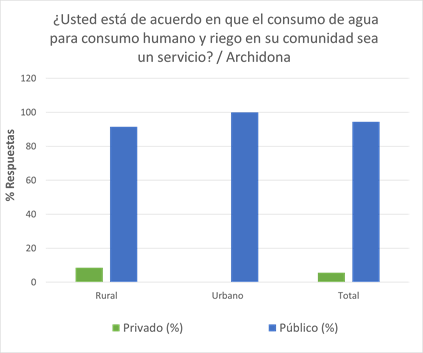 ¿Usted está de acuerdo en que el consumo de agua
para consumo humano y riego en su comunidad sea
un servicio? / Archidona
% Respuestas
120
100
80
60
40
20
0
Rural Urbano Total
Privado (%) Público (%)